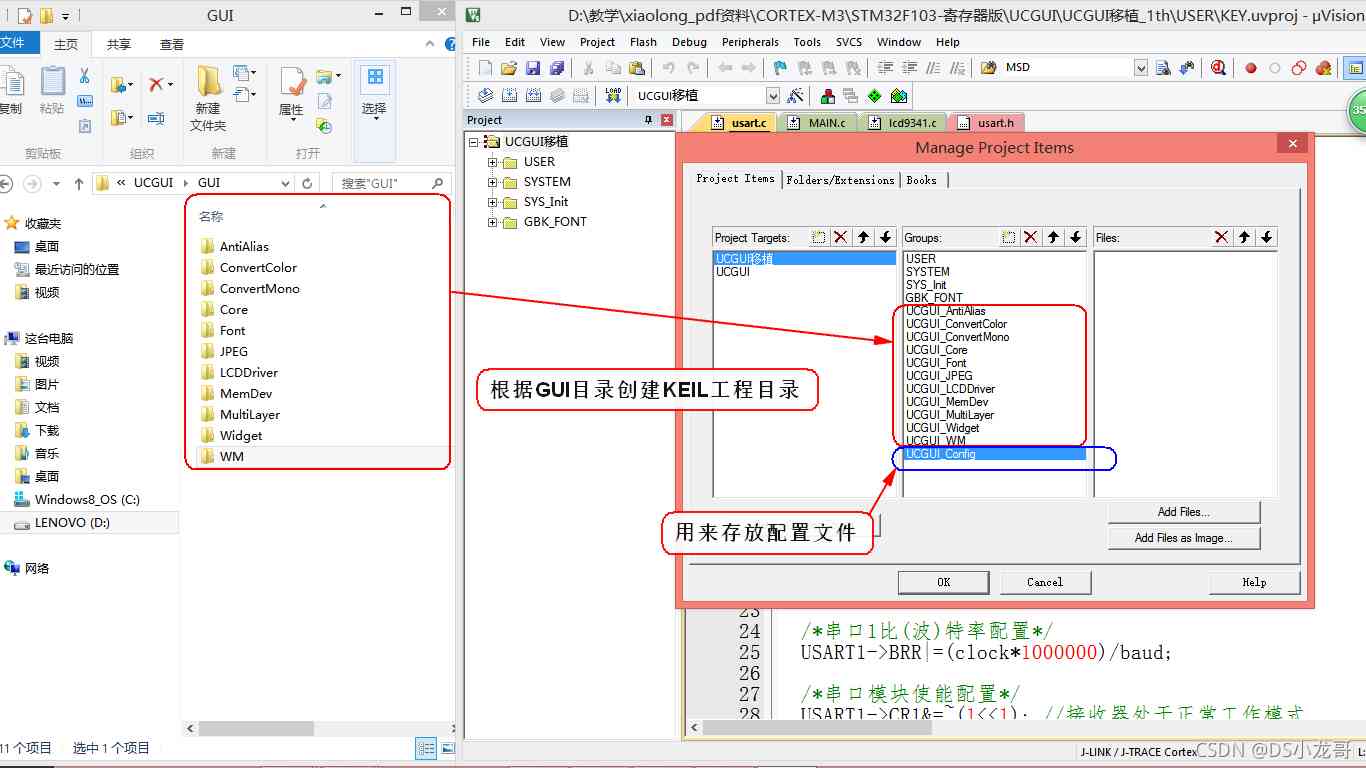 GUI
文件
主页
共享
查看
复制
粘贴
新建
文件夹
属性
选择
剪贴板
组织
新建
打开
« UCGUI
GUI
搜索"GUI"
收藏夹
桌面
最近访问的位置
视频
这台电脑
视频
图片
文档
下载
音乐
桌面
Windows8_OS (C:)
LENOVO (D:)
网络
名称
AntiAlias
ConvertColor
ConvertMono
Core
Font
JPEG
LCDDriver
MemDev
MultiLayer
Widget
WM
11 个项目
选中 1 个项目
D:\教学\xiaolong_pdf资料\CORTEX-M3\STM32F103-寄存器版\UCGUI\UCGUI移植_1th\USER\KEY.uvproj - µVision
File Edit View Project Flash Debug Peripherals Tools SVCS Window Help
MSD
LOAD
UCGUI移植
35
Project
UCGUI移植
USER
SYSTEM
SYS_Init
GBK_FONT
usart.c
MAIN.c
lcd9341.c
usart.h
Manage Project Items
Project Items
Folders/Extensions
Books
Project Targets:
UCGUI移植
UCGUI
Groups:
USER
SYSTEM
SYS_Init
GBK_FONT
UCGUI_AntiAlias
UCGUI_ConvertColor
UCGUI_ConvertMono
UCGUI_Core
UCGUI_Font
UCGUI_JPEG
UCGUI_LCDDriver
UCGUI_MemDev
UCGUI_MultiLayer
UCGUI_Widget
UCGUI_WM
UCGUI_Config
Files:
根据GUI目录创建KEIL工程目录
用来存放配置文件
Add Files...
Add Files as Image...
OK
Cancel
Help
23
24 /*串口1比(波)特率配置*/
25 USART1->BRR|=(clock*1000000)/baud;
26
27 /*串口模块使能配置*/
28 USART1->CR1&=~(1<<1); //接收器处于正常工作模式
J-LINK / J-TRACE Cortex
CSDN @DS小龙哥